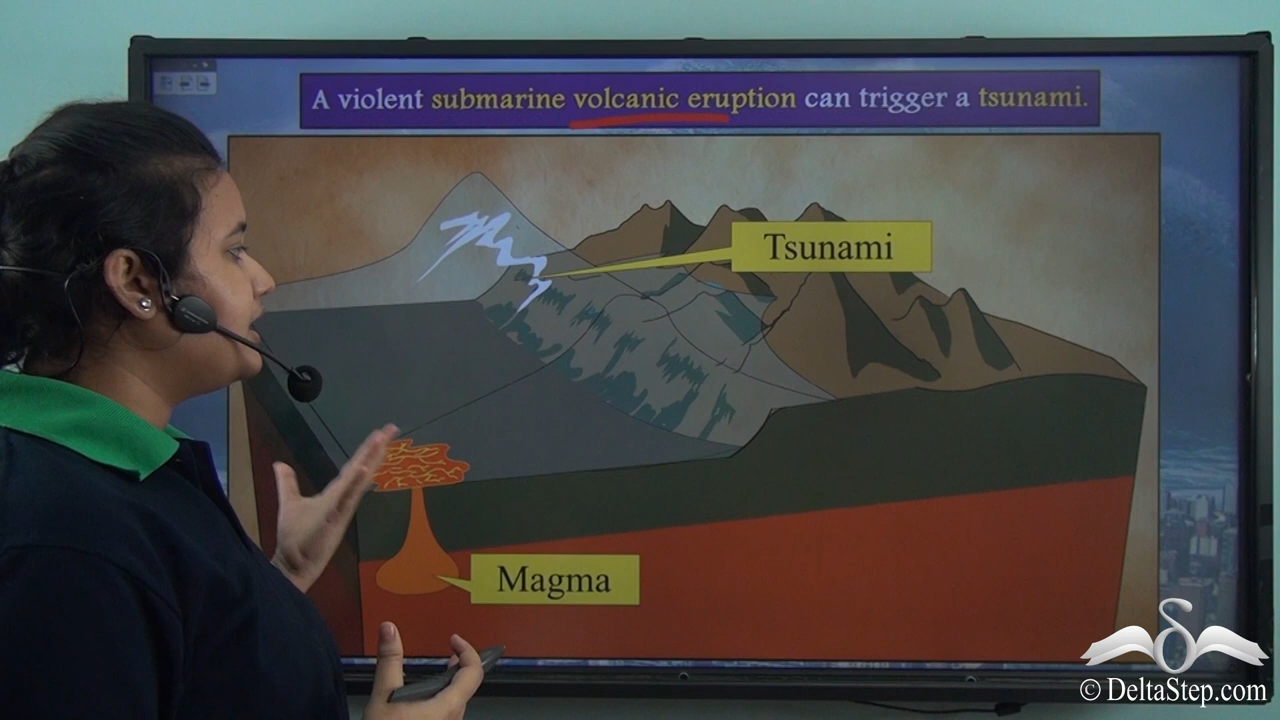 A violent submarine volcanic eruption can trigger a tsunami.
Tsunami
Magma
© DeltaStep.com